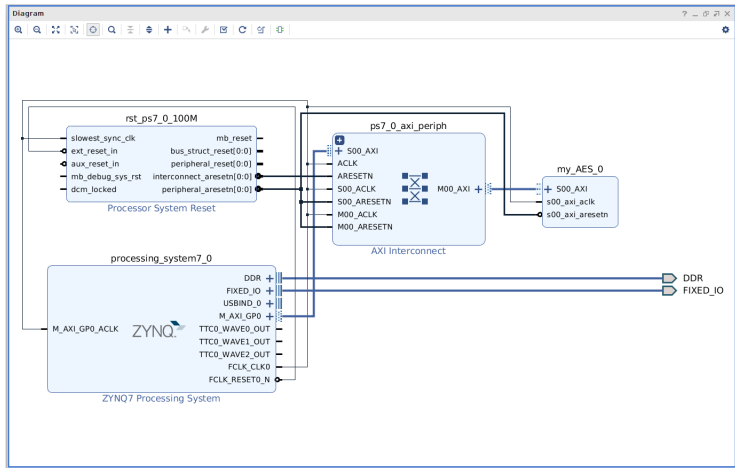 Diagram
rst_ps7_0_100M
slowest_sync_clk
ext_reset_in
aux_reset_in
mb_debug_sys_rst
dcm_locked
mb_reset
bus_struct_reset[0:0]
peripheral_reset[0:0]
interconnect_aresetn[0:0]
peripheral_aresetn[0:0]
Processor System Reset
ps7_0_axi_periph
S00_AXI
ACLK
ARESETN
S00_ACLK
S00_ARESETN
M00_ACLK
M00_ARESETN
M00_AXI
AXI Interconnect
my_AES_0
S00_AXI
s00_axi_aclk
s00_axi_aresetn
processing_system7_0
M_AXI_GP0_ACLK
ZYNQ
DDR
FIXED_IO
USBIND_0
M_AXI_GP0
TTC0_WAVE0_OUT
TTC0_WAVE1_OUT
TTC0_WAVE2_OUT
FCLK_CLK0
FCLK_RESET0_N
ZYNQ7 Processing System
DDR
FIXED_IO